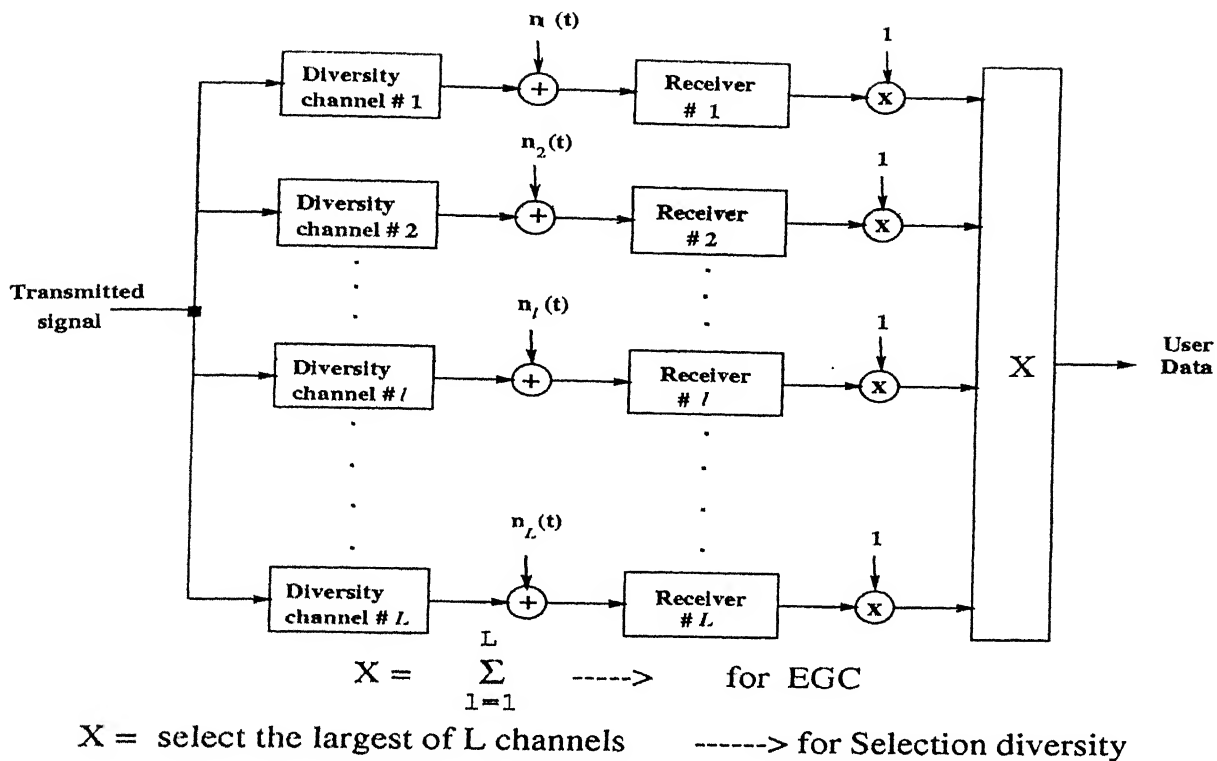 n (t)
1
Diversity
channel # 1
+
Receiver
# 1
x
n2(t)
1
Diversity
channel # 2
+
Receiver
# 2
x
Transmitted
signal
nl(t)
1
Diversity
channel # l
+
Receiver
# l
x
X
User
Data
nL(t)
1
Diversity
channel # L
+
Receiver
# L
x
L
X = Σ -----> for EGC
l=1
X = select the largest of L channels ------> for Selection diversity